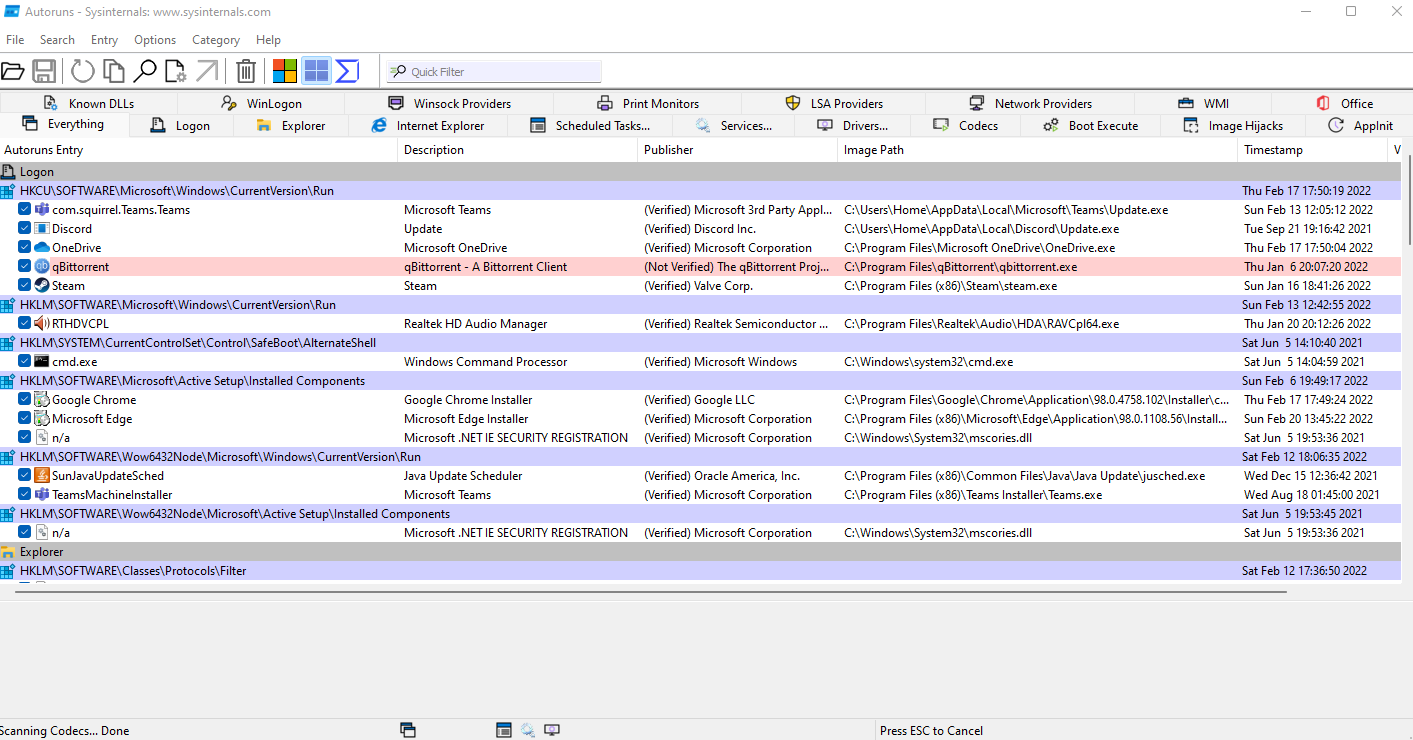 Autoruns - Sysinternals: www.sysinternals.com
File Search Entry Options Category Help
Quick Filter
Known DLLs WinLogon Winsock Providers Print Monitors LSA Providers Network Providers WMI Office
Everything Logon Explorer Internet Explorer Scheduled Tasks... Services... Drivers... Codecs Boot Execute Image Hijacks AppInit
Autoruns Entry Description Publisher Image Path Timestamp V
Logon
HKCU\SOFTWARE\Microsoft\Windows\CurrentVersion\Run Thu Feb 17 17:50:19 2022
com.squirrel.Teams.Teams Microsoft Teams (Verified) Microsoft 3rd Party Appl... C:\Users\Home\AppData\Local\Microsoft\Teams\Update.exe Sun Feb 13 12:05:12 2022
Discord Update (Verified) Discord Inc. C:\Users\Home\AppData\Local\Discord\Update.exe Tue Sep 21 19:16:42 2021
OneDrive Microsoft OneDrive (Verified) Microsoft Corporation C:\Program Files\Microsoft OneDrive\OneDrive.exe Thu Feb 17 17:50:04 2022
qBittorrent qBittorrent - A Bittorrent Client (Not Verified) The qBittorrent Proj... C:\Program Files\qBittorrent\qbittorrent.exe Thu Jan 6 20:07:20 2022
Steam Steam (Verified) Valve Corp. C:\Program Files (x86)\Steam\steam.exe Sun Jan 16 18:41:26 2022
HKLM\SOFTWARE\Microsoft\Windows\CurrentVersion\Run Sun Feb 13 12:42:55 2022
RTHDVCPL Realtek HD Audio Manager (Verified) Realtek Semiconductor ... C:\Program Files\Realtek\Audio\HDA\RAVCpl64.exe Thu Jan 20 20:12:26 2022
HKLM\SYSTEM\CurrentControlSet\Control\SafeBoot\AlternateShell Sat Jun 5 14:10:40 2021
cmd.exe Windows Command Processor (Verified) Microsoft Windows C:\Windows\system32\cmd.exe Sat Jun 5 14:04:59 2021
HKLM\SOFTWARE\Microsoft\Active Setup\Installed Components Sun Feb 6 19:49:17 2022
Google Chrome Google Chrome Installer (Verified) Google LLC C:\Program Files\Google\Chrome\Application\98.0.4758.102\Installer\c... Thu Feb 17 17:49:24 2022
Microsoft Edge Microsoft Edge Installer (Verified) Microsoft Corporation C:\Program Files (x86)\Microsoft\Edge\Application\98.0.1108.56\Install... Sun Feb 20 13:45:22 2022
n/a Microsoft .NET IE SECURITY REGISTRATION (Verified) Microsoft Corporation C:\Windows\System32\mscories.dll Sat Jun 5 19:53:36 2021
HKLM\SOFTWARE\Wow6432Node\Microsoft\Windows\CurrentVersion\Run Sat Feb 12 18:06:35 2022
SunJavaUpdateSched Java Update Scheduler (Verified) Oracle America, Inc. C:\Program Files (x86)\Common Files\Java\Java Update\jusched.exe Wed Dec 15 12:36:42 2021
TeamsMachineInstaller Microsoft Teams (Verified) Microsoft Corporation C:\Program Files (x86)\Teams Installer\Teams.exe Wed Aug 18 01:45:00 2021
HKLM\SOFTWARE\Wow6432Node\Microsoft\Active Setup\Installed Components Sat Jun 5 19:53:45 2021
n/a Microsoft .NET IE SECURITY REGISTRATION (Verified) Microsoft Corporation C:\Windows\System32\mscories.dll Sat Jun 5 19:53:36 2021
Explorer
HKLM\SOFTWARE\Classes\Protocols\Filter Sat Feb 12 17:36:50 2022
Scanning Codecs... Done Press ESC to Cancel